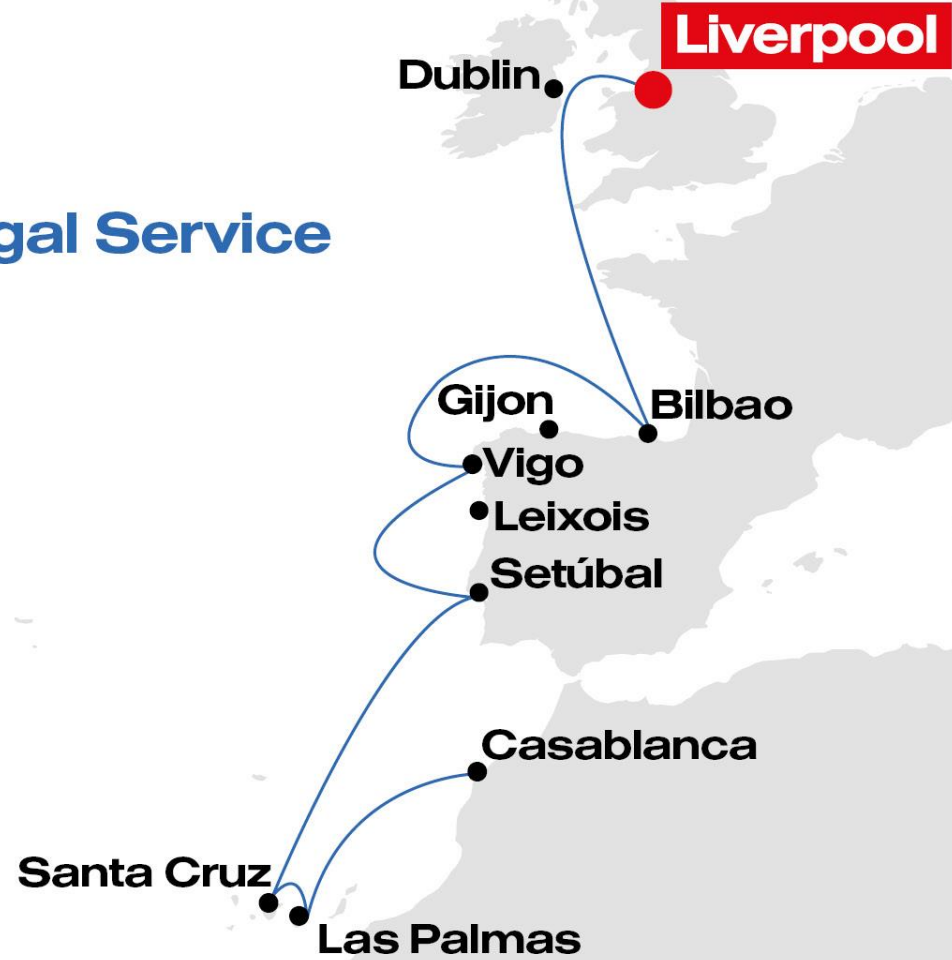 Liverpool
Dublin
gal Service
Gijon
Bilbao
Vigo
Leixois
Setúbal
Casablanca
Santa Cruz
Las Palmas